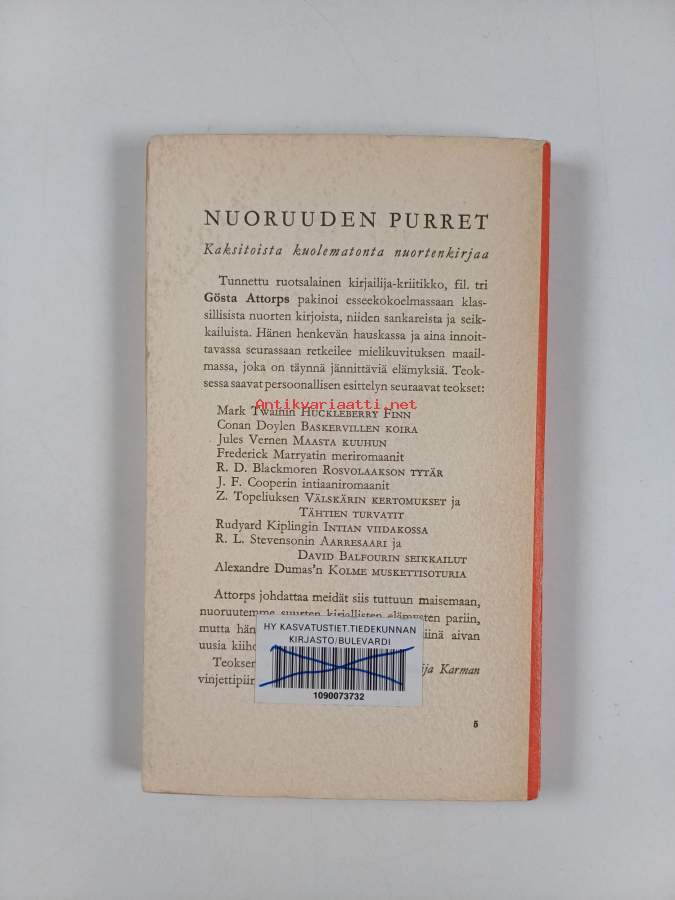 NUORUUDEN PURRET
Kaksitoista kuolematonta nuortenkirjaa
Tunnettu ruotsalainen kirjailija-kriitikko, fil. tri
Gösta Attorps pakinoi esseekokoelmassaan klas-
sillisista nuorten kirjoista, niiden sankareista ja seik-
kailuista. Hänen henkevän hauskassa ja aina innoit-
tavassa seurassaan retkeilee mielikuvituksen maail-
massa, joka on täynnä jännittäviä elämyksiä. Teok-
sessa saavat persoonallisen esittelyn seuraavat teokset:
Antikvariaatti.net
Mark Twainin HUCKLEBERRY FINN
Conan Doylen BASKERVILLEN KOIRA
Jules Vernen MAASTA KUUHUN
Frederick Marryatin meriromaanit
R. D. Blackmoren ROSVOLAAKSON TYTÄR
J. F. Cooperin intiaaniromaanit
Z. Topeliuksen VÄLSKÄRIN KERTOMUKSET ja
TÄHTIEN TURVATIT
Rudyard Kiplingin INTIAN VIIDAKOSSA
R. L. Stevensonin AARRESAARI ja
DAVID BALFOURIN SEIKKAILUT
Alexandre Dumas'n KOLME MUSKETTISOTURIA
Attorps johdattaa meidät siis tuttuun maisemaan,
nuoruutemme suurten kirjallisten elämysten pariin,
mutta hän aivan
uusia
Teoksen Karman
vinjettipiir
HY KASVATUSTIET.TIEDEKUNNAN
KIRJASTO/BULEVARDI
1090073732
5